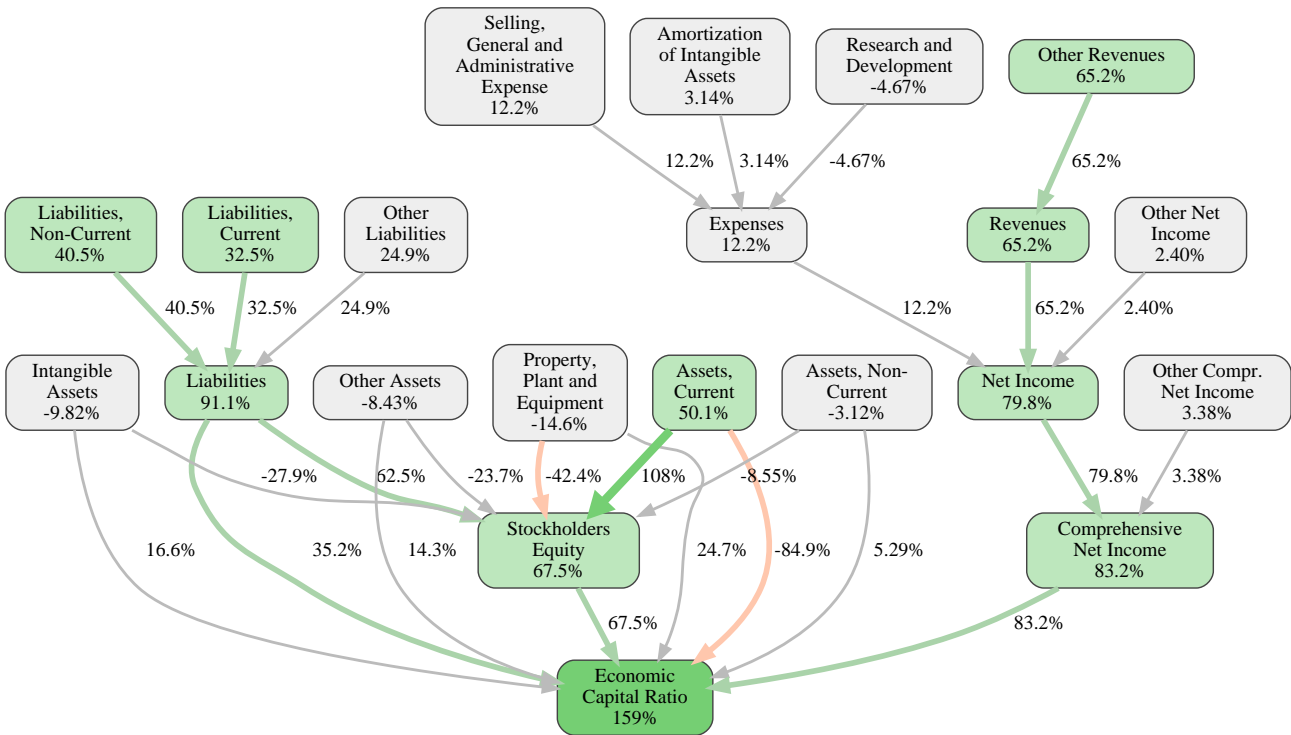 Selling,
General and
Administrative
Expense
12.2%
Amortization
of Intangible
Assets
3.14%
Research and
Development
-4.67%
Other Revenues
65.2%
12.2%
3.14%
-4.67%
65.2%
Liabilities,
Non-Current
40.5%
Liabilities,
Current
32.5%
Other
Liabilities
24.9%
Expenses
12.2%
Revenues
65.2%
Other Net
Income
2.40%
40.5%
32.5%
24.9%
12.2%
65.2%
2.40%
Intangible
Assets
-9.82%
Liabilities
91.1%
Other Assets
-8.43%
Property,
Plant and
Equipment
-14.6%
Assets,
Current
50.1%
Assets, Non-
Current
-3.12%
Net Income
79.8%
Other Compr.
Net Income
3.38%
-27.9%
62.5%
-23.7%
-42.4%
108%
-8.55%
79.8%
3.38%
16.6%
35.2%
14.3%
Stockholders
Equity
67.5%
24.7%
-84.9%
5.29%
Comprehensive
Net Income
83.2%
67.5%
83.2%
Economic
Capital Ratio
159%